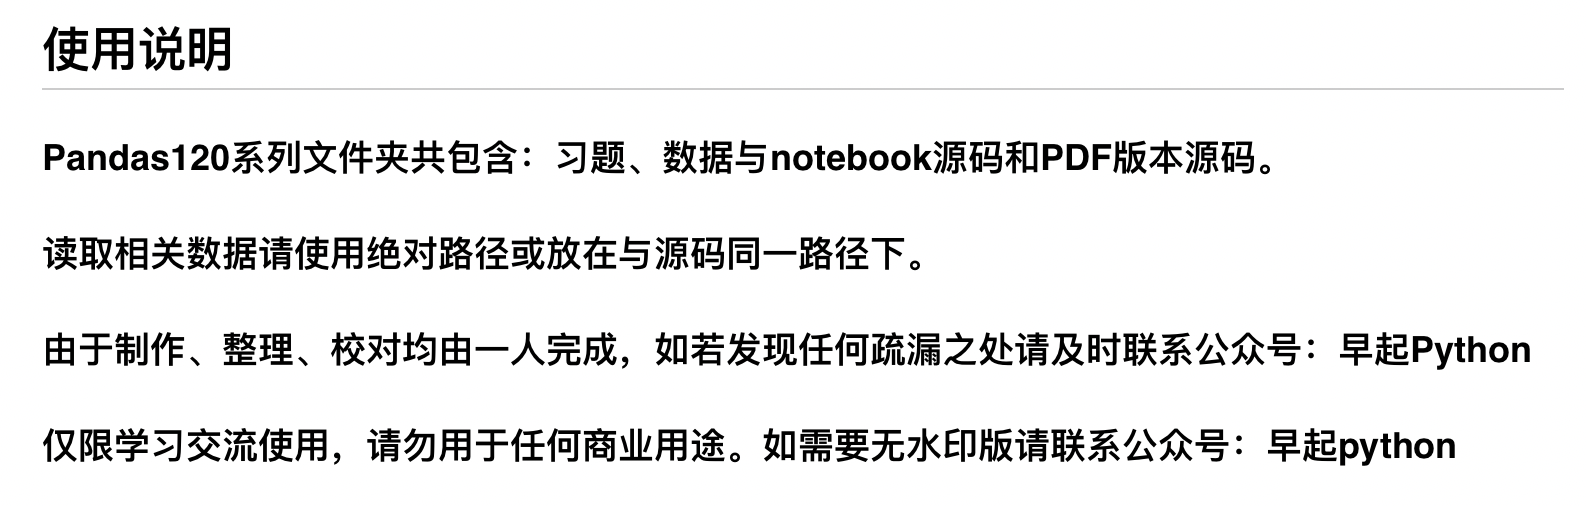 使用说明
Pandas120系列文件夹共包含：习题、数据与notebook源码和PDF版本源码。
读取相关数据请使用绝对路径或放在与源码同一路径下。
由于制作、整理、校对均由一人完成，如若发现任何疏漏之处请及时联系公众号：早起Python
仅限学习交流使用，请勿用于任何商业用途。如需要无水印版请联系公众号：早起python